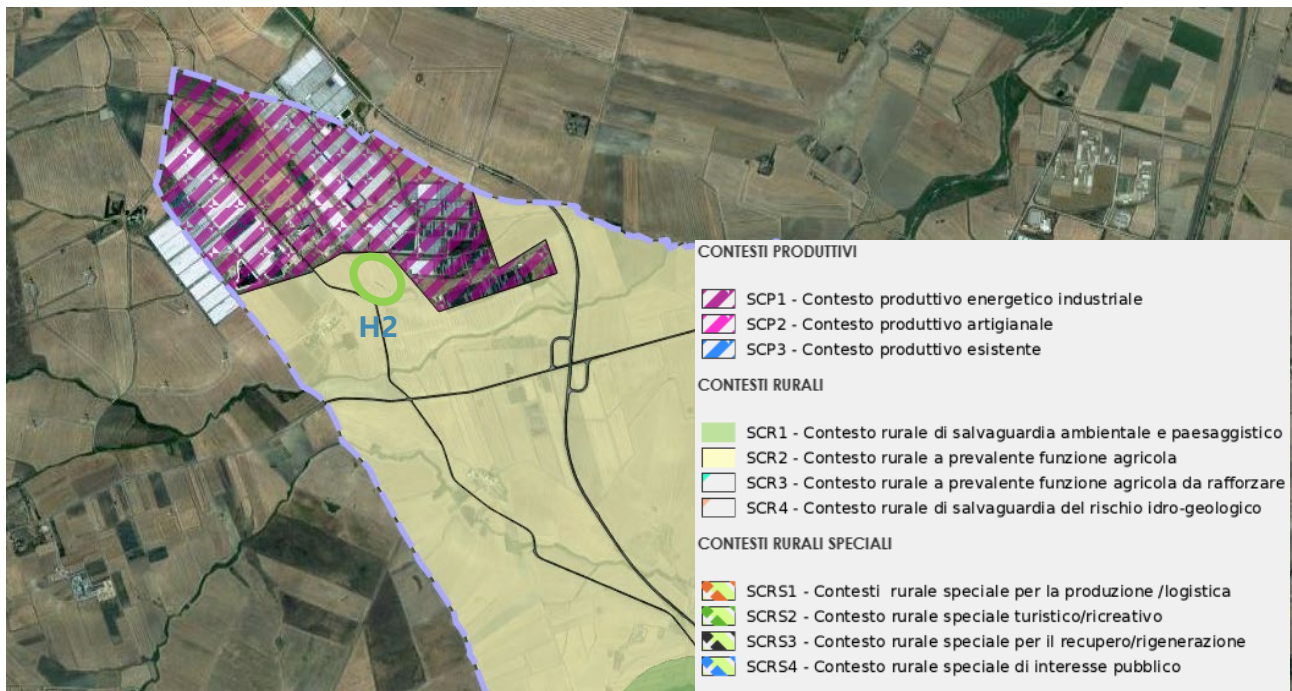 H2
CONTESTI PRODUTTIVI
SCP1 - Contesto produttivo energetico industriale
SCP2 - Contesto produttivo artigianale
SCP3 - Contesto produttivo esistente
CONTESTI RURALI
SCR1 - Contesto rurale di salvaguardia ambientale e paesaggistico
SCR2 - Contesto rurale a prevalente funzione agricola
SCR3 - Contesto rurale a prevalente funzione agricola da rafforzare
SCR4 - Contesto rurale di salvaguardia del rischio idro-geologico
CONTESTI RURALI SPECIALI
SCRS1 - Contesti rurale speciale per la produzione /logistica
SCRS2 - Contesto rurale speciale turistico/ricreativo
SCRS3 - Contesto rurale speciale per il recupero/rigenerazione
SCRS4 - Contesto rurale speciale di interesse pubblico